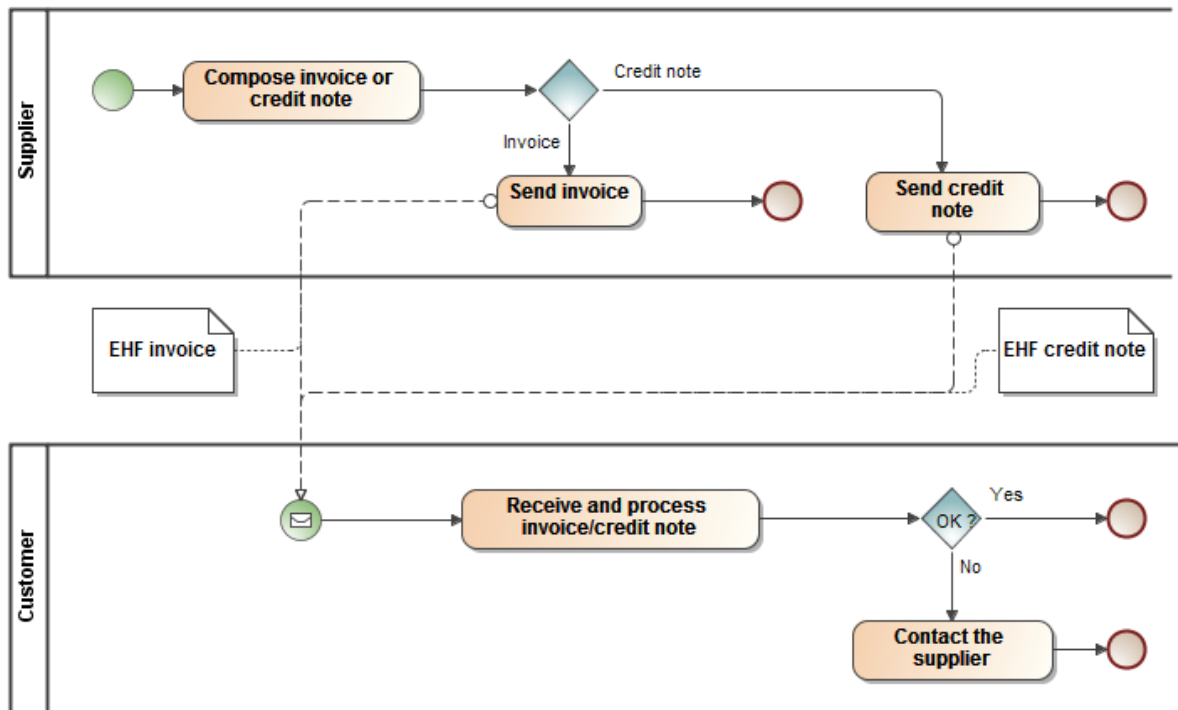 Supplier
Compose invoice or
credit note
Credit note
Invoice
Send invoice
Send credit
note
EHF invoice
EHF credit note
Customer
Receive and process
invoice/credit note
OK ?
Yes
No
Contact the
supplier